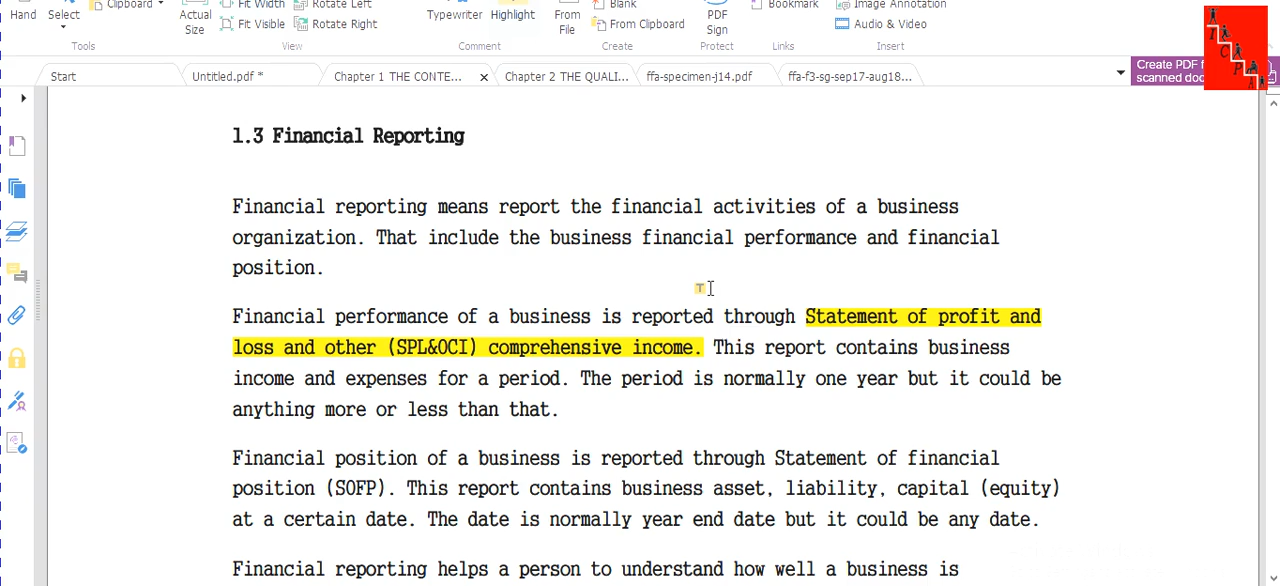 Hand
Select
Clipboard
Actual
Size
Fit Width
Fit Visible
Rotate Left
Rotate Right
Typewriter
Highlight
From
File
Blank
From Clipboard
PDF
Sign
Bookmark
Image Annotation
Audio & Video
Tools
View
Comment
Create
Protect
Links
Insert
Start
Untitled.pdf *
Chapter 1 THE CONTE...
Chapter 2 THE QUALI...
ffa-specimen-j14.pdf
ffa-f3-sg-sep17-aug18...
Create PDF
scanned
T
C
P
A
1.3 Financial Reporting
Financial reporting means report the financial activities of a business
organization. That include the business financial performance and financial
position.
Financial performance of a business is reported through Statement of profit and
loss and other (SPL&OCI) comprehensive income. This report contains business
income and expenses for a period. The period is normally one year but it could be
anything more or less than that.
Financial position of a business is reported through Statement of financial
position (SOFP). This report contains business asset, liability, capital (equity)
at a certain date. The date is normally year end date but it could be any date.
Financial reporting helps a person to understand how well a business is